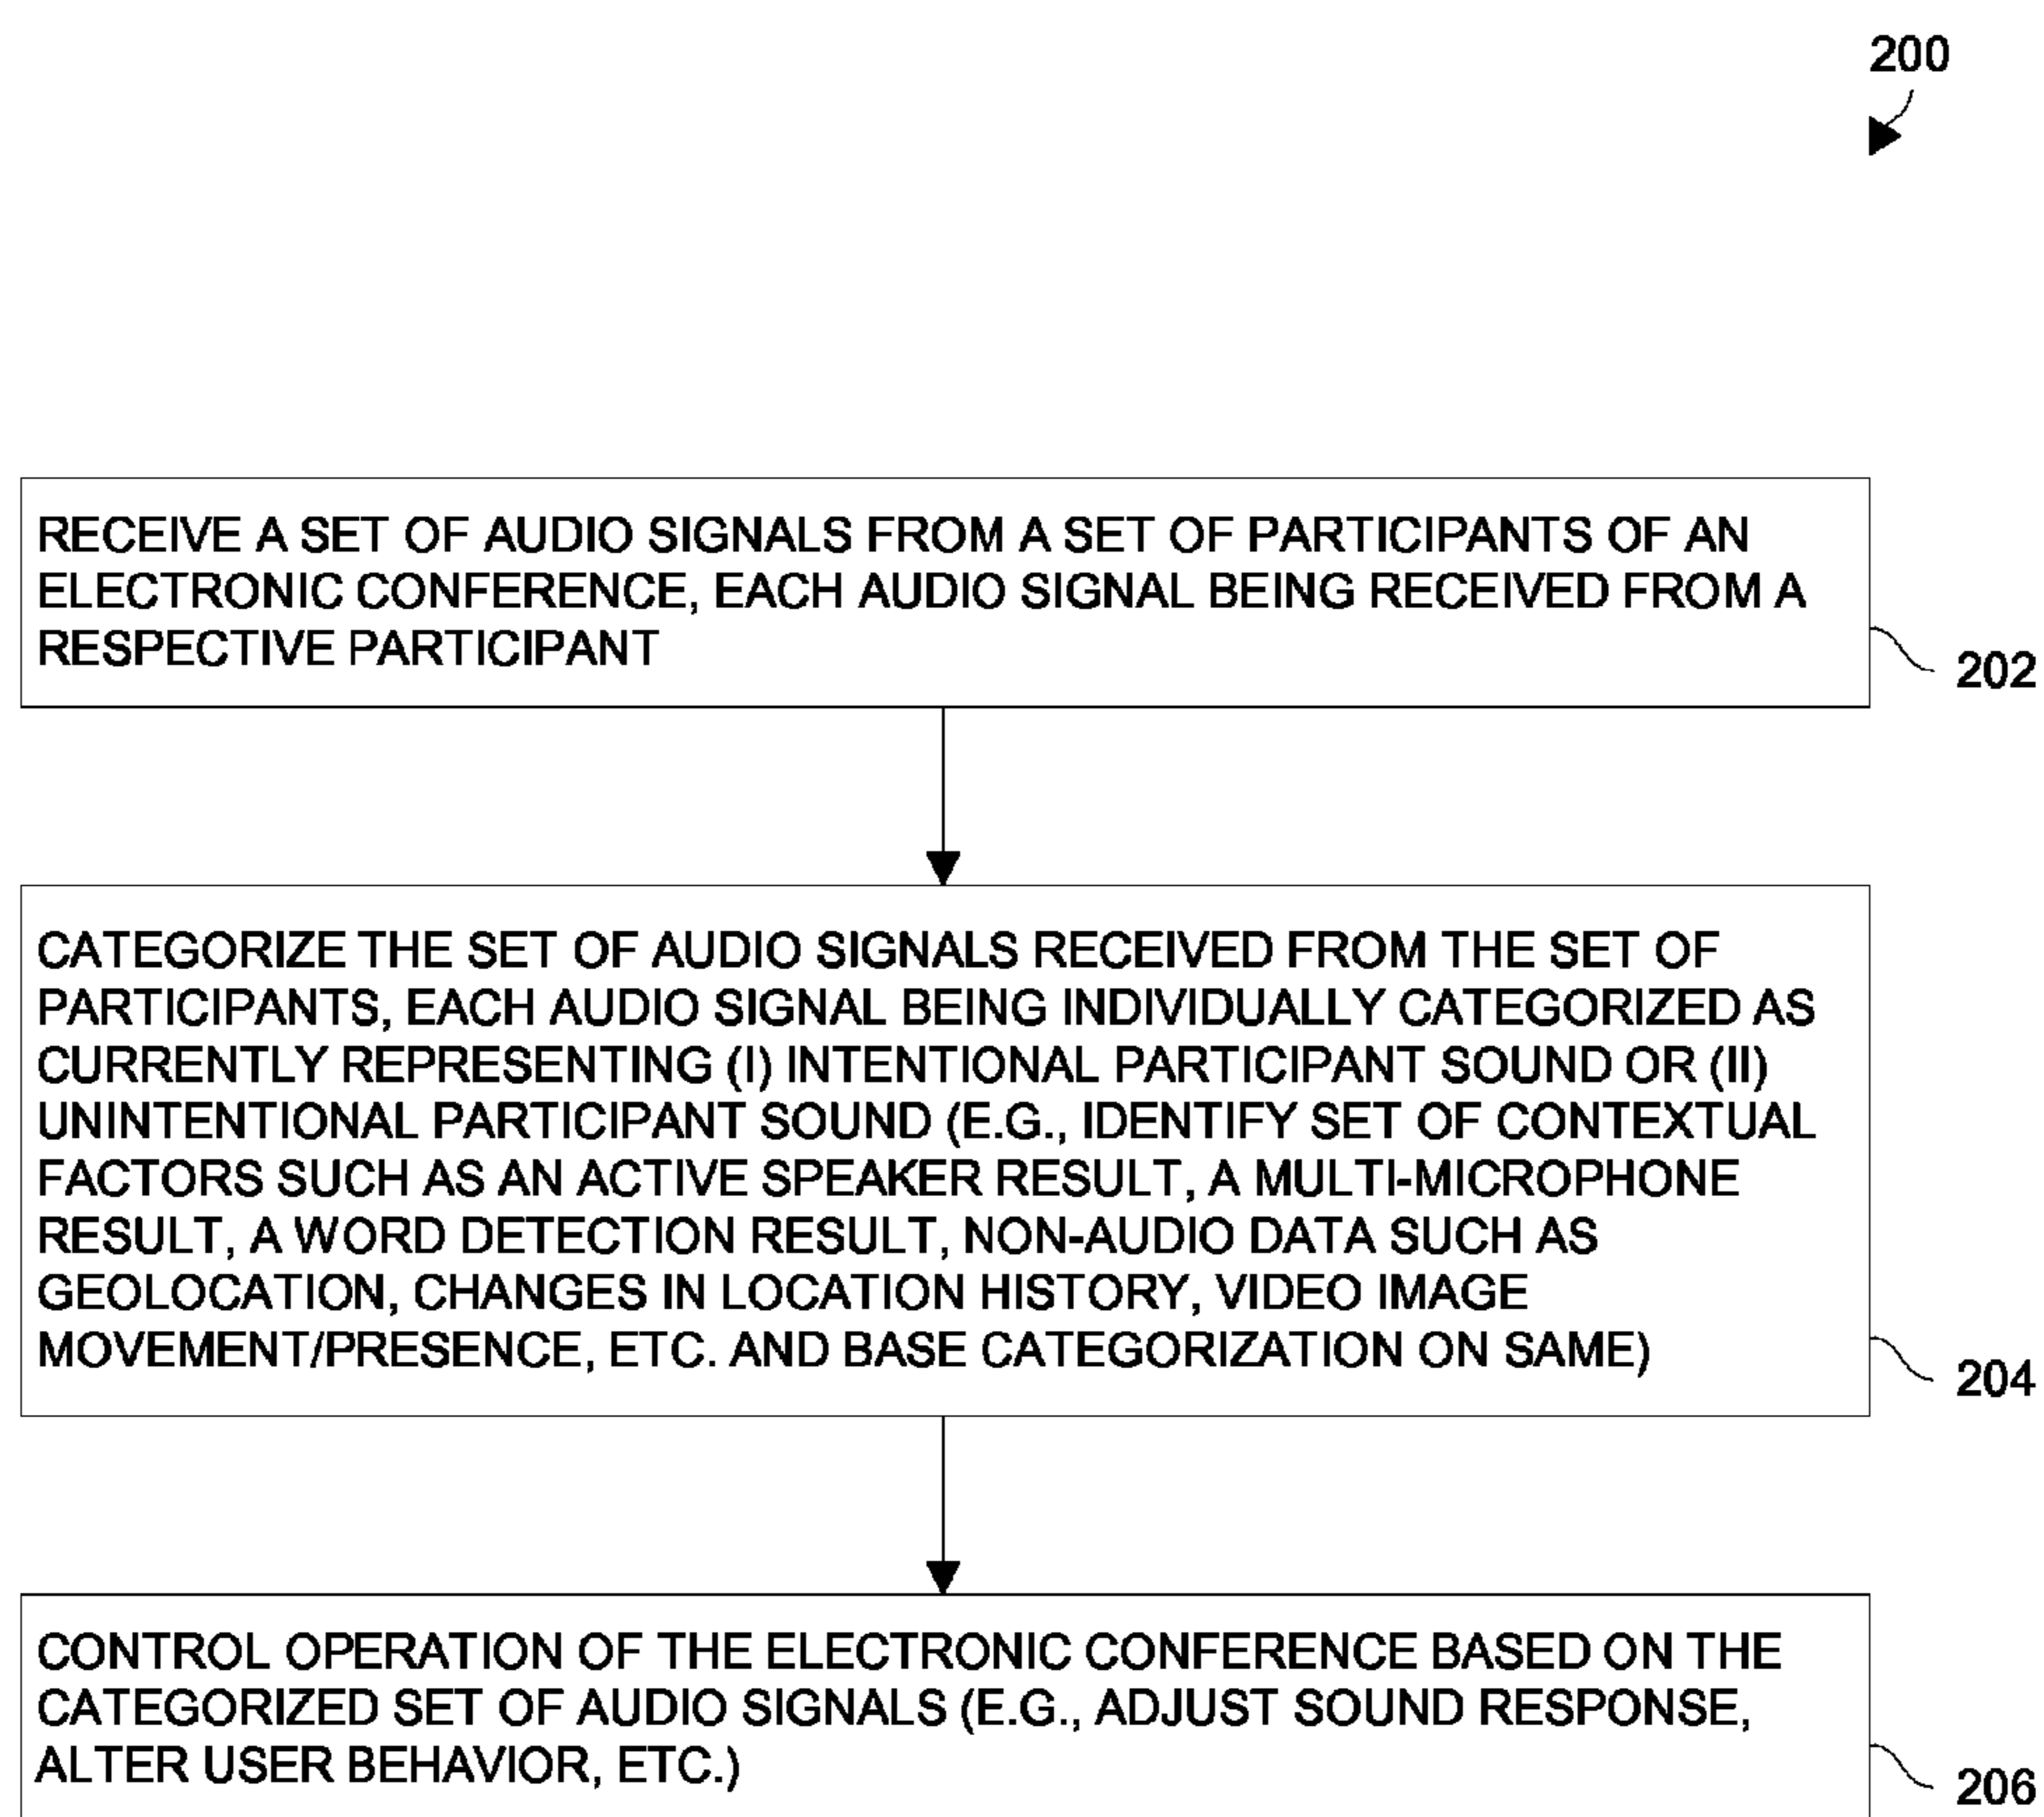 200
RECEIVE A SET OF AUDIO SIGNALS FROM A SET OF PARTICIPANTS OF AN
ELECTRONIC CONFERENCE, EACH AUDIO SIGNAL BEING RECEIVED FROM A
RESPECTIVE PARTICIPANT
202
CATEGORIZE THE SET OF AUDIO SIGNALS RECEIVED FROM THE SET OF
PARTICIPANTS, EACH AUDIO SIGNAL BEING INDIVIDUALLY CATEGORIZED AS
CURRENTLY REPRESENTING (I) INTENTIONAL PARTICIPANT SOUND OR (II)
UNINTENTIONAL PARTICIPANT SOUND (E.G., IDENTIFY SET OF CONTEXTUAL
FACTORS SUCH AS AN ACTIVE SPEAKER RESULT, A MULTI-MICROPHONE
RESULT, A WORD DETECTION RESULT, NON-AUDIO DATA SUCH AS
GEOLOCATION, CHANGES IN LOCATION HISTORY, VIDEO IMAGE
MOVEMENT/PRESENCE, ETC. AND BASE CATEGORIZATION ON SAME)
204
CONTROL OPERATION OF THE ELECTRONIC CONFERENCE BASED ON THE
CATEGORIZED SET OF AUDIO SIGNALS (E.G., ADJUST SOUND RESPONSE,
ALTER USER BEHAVIOR, ETC.)
206